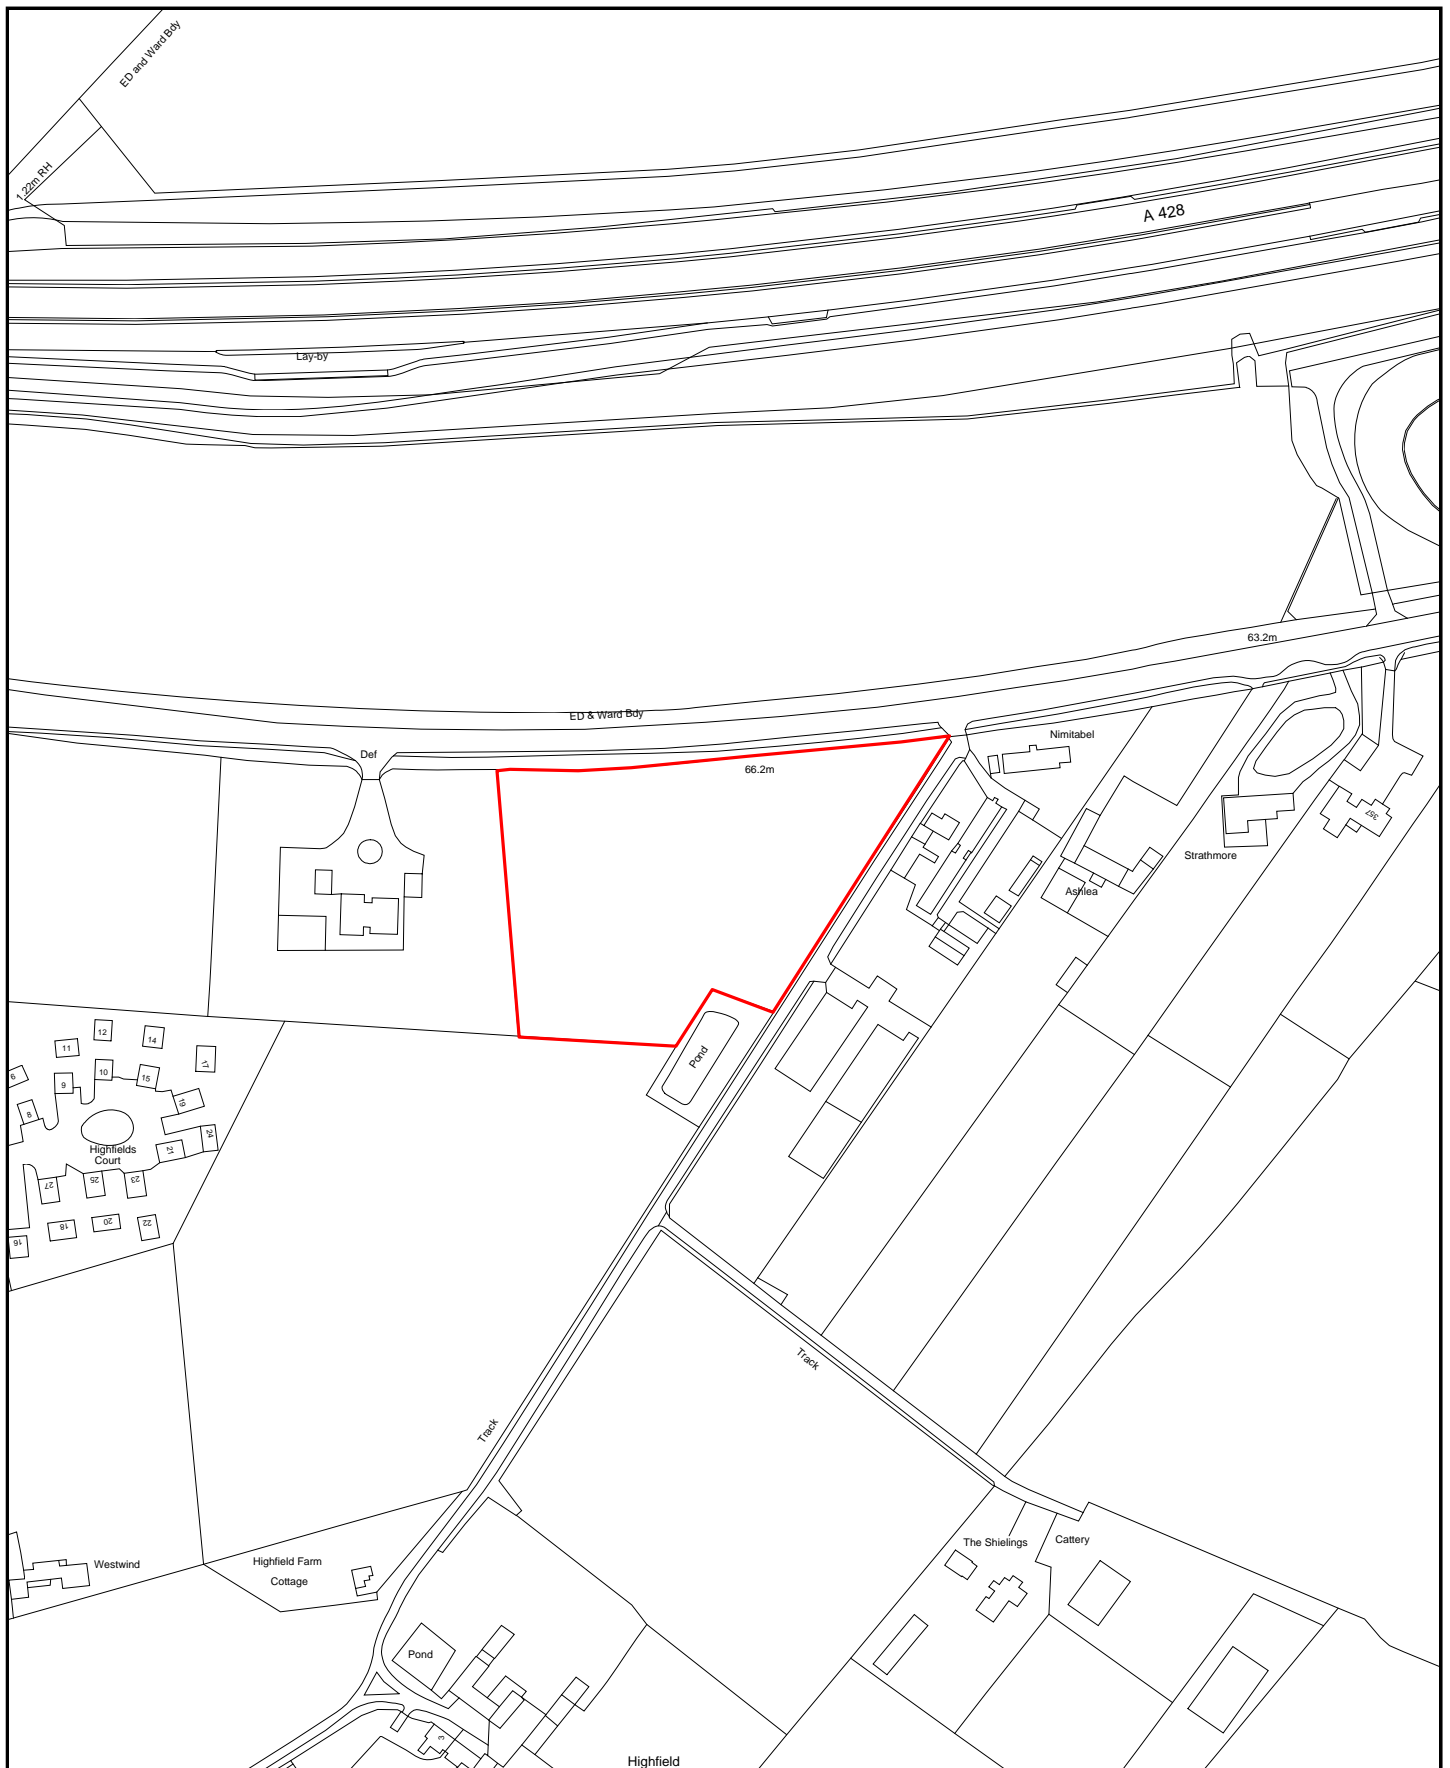 ED and Ward Bdy
1.22m RH
A 428
Lay-by
63.2m
ED & Ward Bdy
Def
66.2m
Nimitabel
Strathmore
357
Ashlea
Pond
12
14
11
17
10
15
6
9
8
19
24
Highfields
Court
21
27
25
23
18
20
22
16
Track
Track
Westwind
Highfield Farm
Cottage
The Shielings
Cattery
Pond
3
Highfield